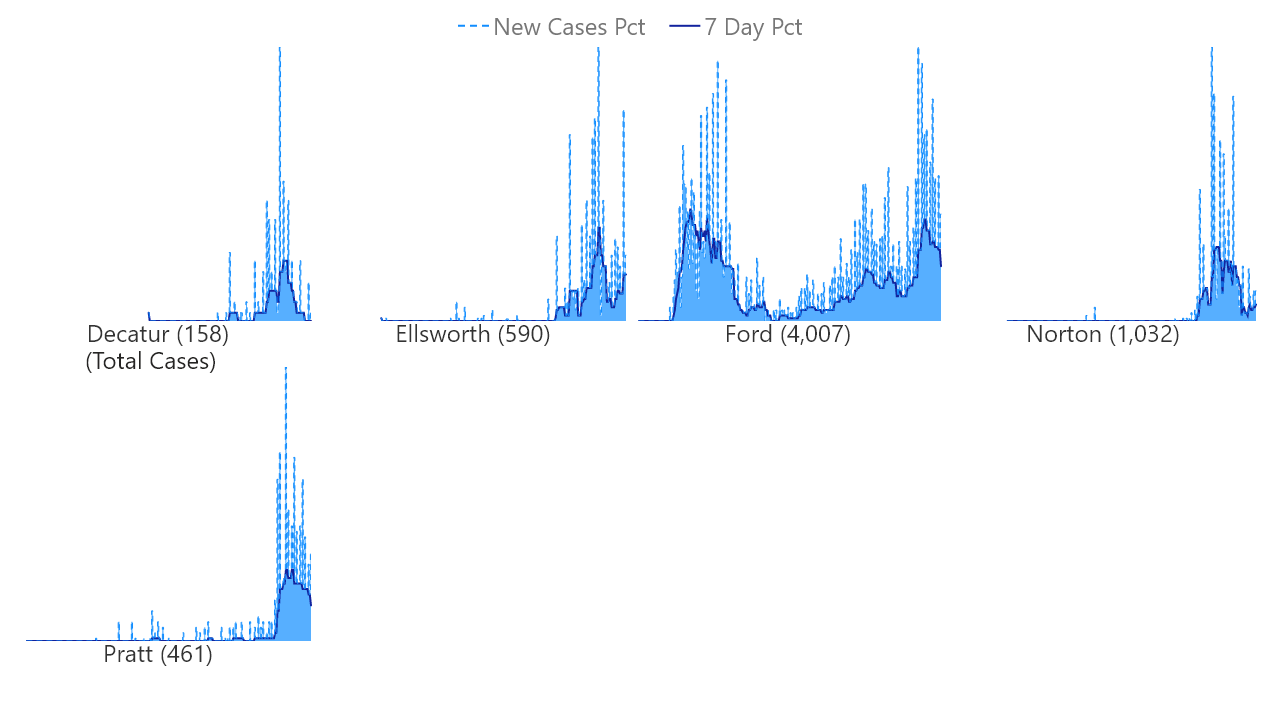 New Cases Pct 7 Day Pct
Decatur (158)
(Total Cases)
Ellsworth (590)
Ford (4,007)
Norton (1,032)
Pratt (461)